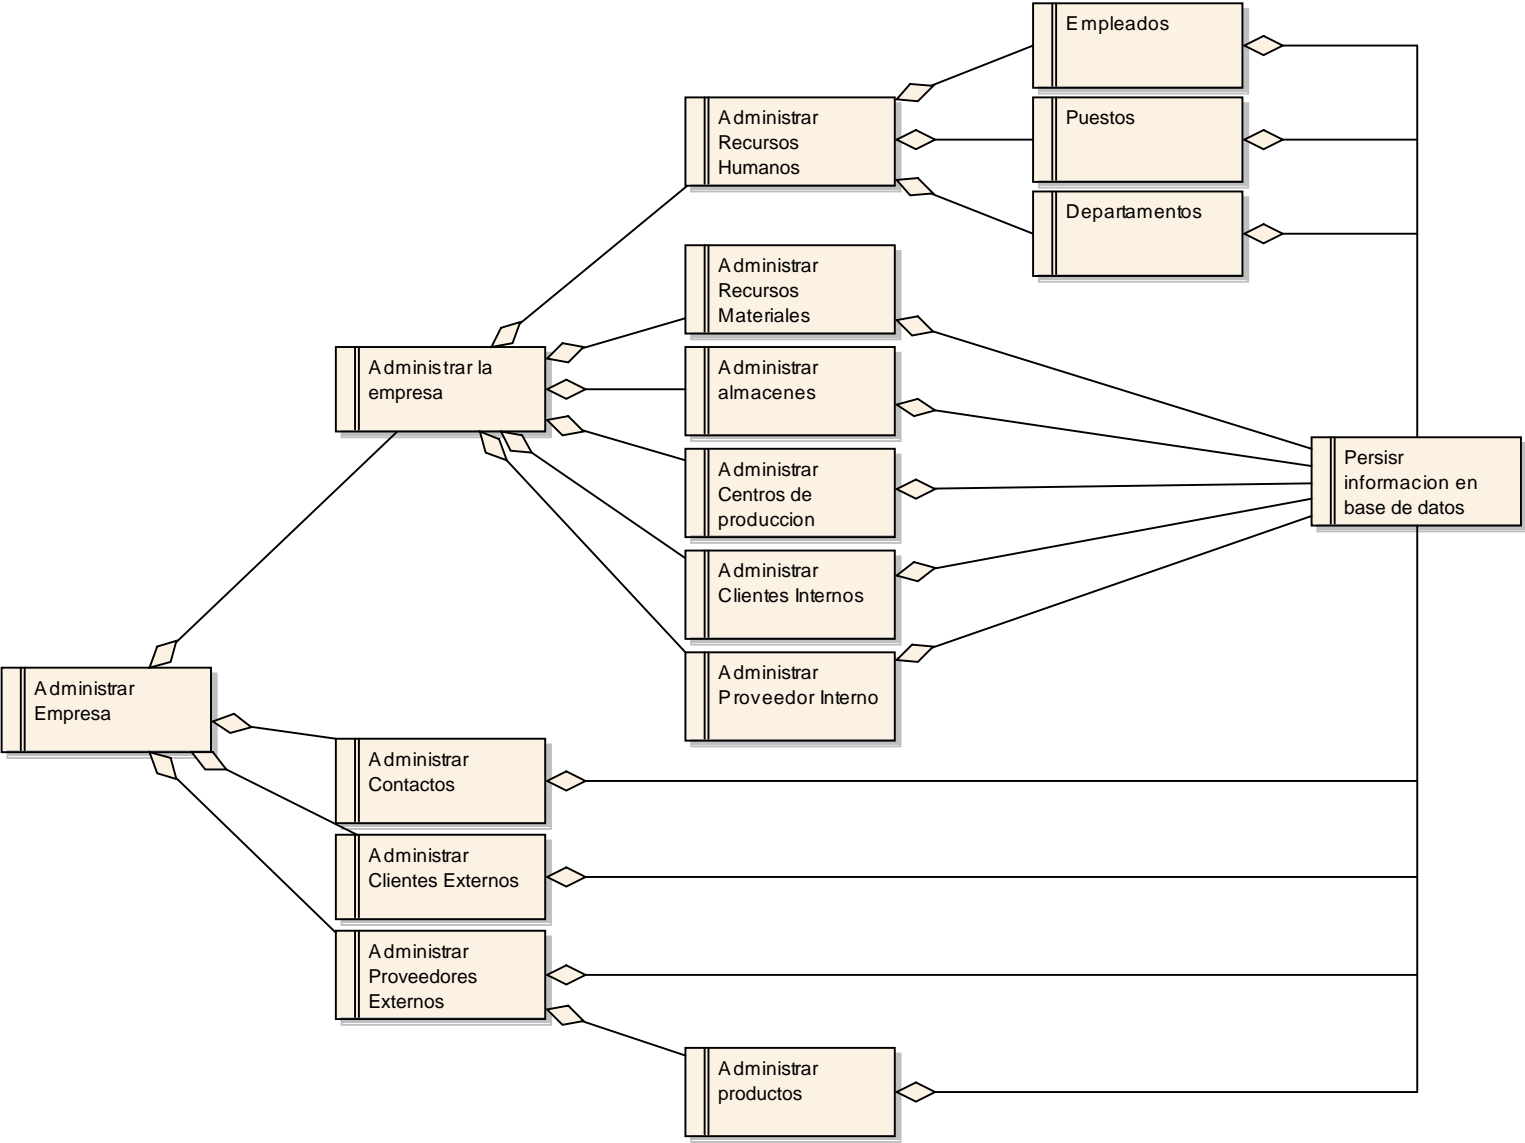 Empleados
Puestos
Departamentos
Administrar
Recursos
Humanos
Administrar
Recursos
Materiales
Administrar la
empresa
Administrar
almacenes
Administrar
Centros de
produccion
Persisr
informacion en
base de datos
Administrar
Clientes Internos
Administrar
Proveedor Interno
Administrar
Empresa
Administrar
Contactos
Administrar
Clientes Externos
Administrar
Proveedores
Externos
Administrar
productos